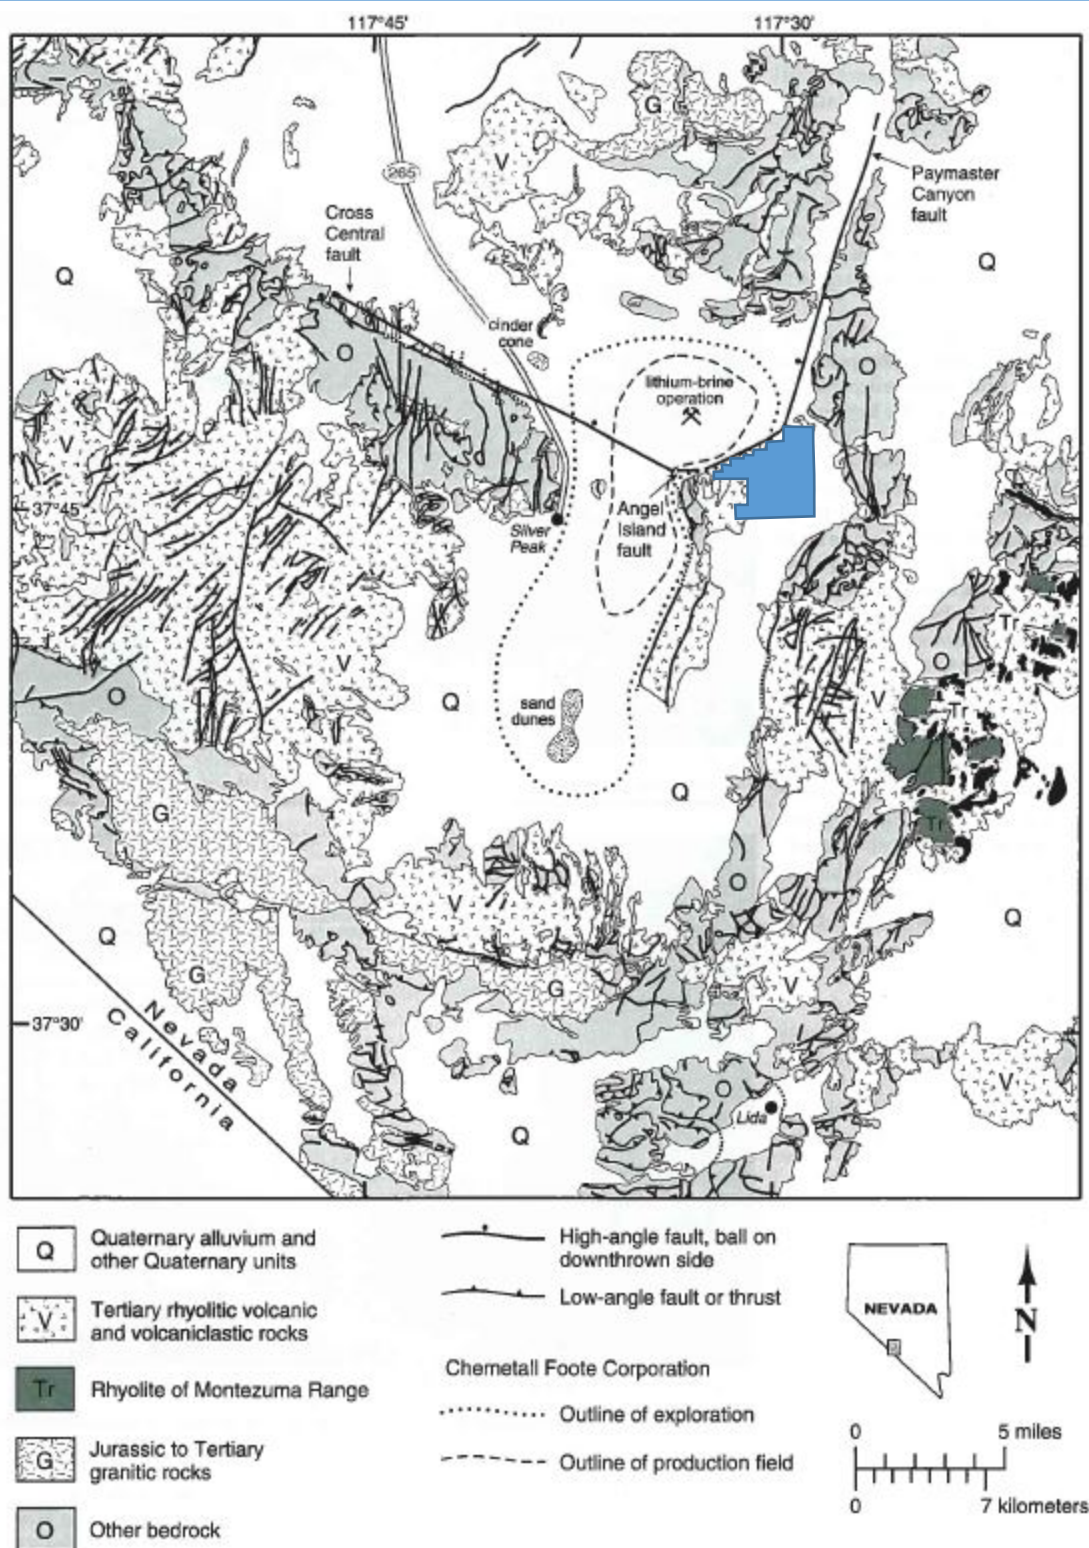 117°45'
117°30'
G
G
V
265
Paymaster
Canyon
fault
Cross
Central
fault
Q
Q
cinder
cone
O
O
lithium-brine
operation
V
37°45'
Silver
Peak
Angel
Island
fault
Tr
V
O
O
Q
sand
dunes
V
Tr
Q
G
Tr
O
V
Q
Q
G
G
V
Nevada
California
37°30'
O
V
Lida
Q
Q
Quaternary alluvium and
other Quaternary units
V
Tertiary rhyolitic volcanic
and volcaniclastic rocks
Tr
Rhyolite of Montezuma Range
G
Jurassic to Tertiary
granitic rocks
O
Other bedrock
High-angle fault, ball on
downthrown side
Low-angle fault or thrust
Chemetall Foote Corporation
Outline of exploration
Outline of production field
NEVADA
N
0
5 miles
0
7 kilometers